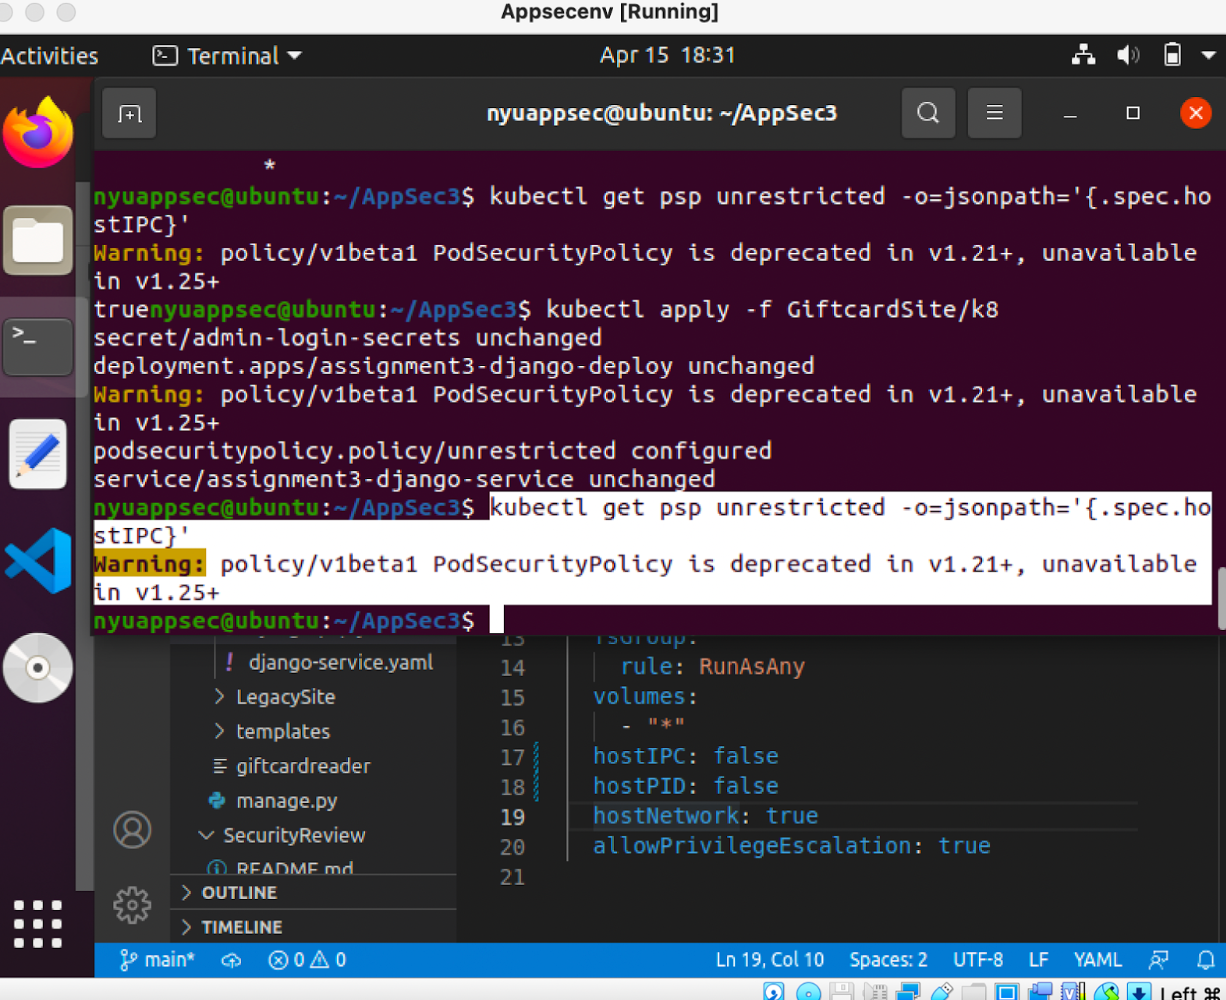 Appsecenv [Running]
Activities
Terminal
Apr 15 18:31
nyuappsec@ubuntu: ~/AppSec3
*
nyuappsec@ubuntu:~/AppSec3$ kubectl get psp unrestricted -o=jsonpath='{.spec.ho
stIPC}'
Warning: policy/v1beta1 PodSecurityPolicy is deprecated in v1.21+, unavailable
in v1.25+
truenyuappsec@ubuntu:~/AppSec3$ kubectl apply -f GiftcardSite/k8
secret/admin-login-secrets unchanged
deployment.apps/assignment3-django-deploy unchanged
Warning: policy/v1beta1 PodSecurityPolicy is deprecated in v1.21+, unavailable
in v1.25+
podsecuritypolicy.policy/unrestricted configured
service/assignment3-django-service unchanged
nyuappsec@ubuntu:~/AppSec3$ kubectl get psp unrestricted -o=jsonpath='{.spec.ho
stIPC}'
Warning: policy/v1beta1 PodSecurityPolicy is deprecated in v1.21+, unavailable
in v1.25+
nyuappsec@ubuntu:~/AppSec3$
! django-service.yaml
LegacySite
templates
giftcardreader
manage.py
SecurityReview
README.md
OUTLINE
TIMELINE
13 fsGroup:
14 rule: RunAsAny
15 volumes:
16 - "*"
17 hostIPC: false
18 hostPID: false
19 hostNetwork: true
20 allowPrivilegeEscalation: true
21
main* 0 0 Ln 19, Col 10 Spaces: 2 UTF-8 LF YAML
Left ⌘